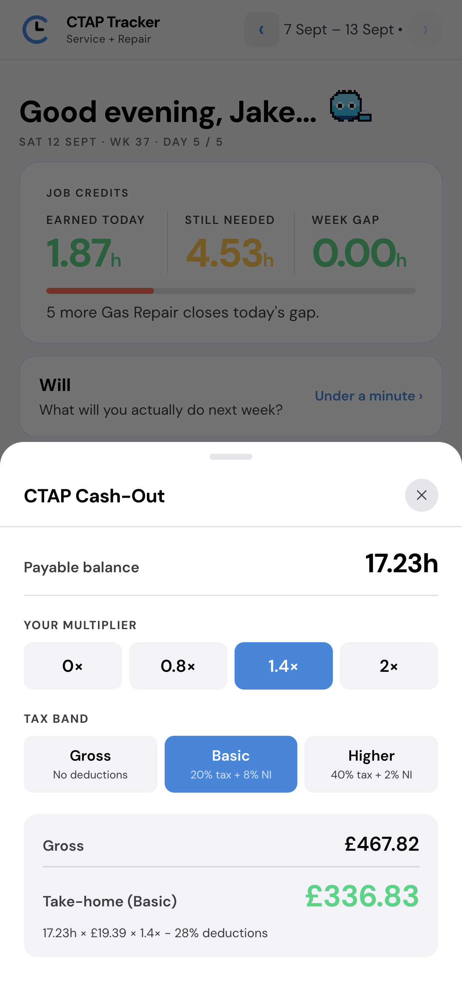 CTAP Tracker
Service + Repair
‹ 7 Sept – 13 Sept • ›
Good evening, Jake...
SAT 12 SEPT · WK 37 · DAY 5 / 5
JOB CREDITS
EARNED TODAY STILL NEEDED WEEK GAP
1.87h 4.53h 0.00h
5 more Gas Repair closes today's gap.
Will
What will you actually do next week?
Under a minute ›
CTAP Cash-Out
Payable balance 17.23h
YOUR MULTIPLIER
0× 0.8× 1.4× 2×
TAX BAND
Gross Basic Higher
No deductions 20% tax + 8% NI 40% tax + 2% NI
Gross £467.82
Take-home (Basic) £336.83
17.23h × £19.39 × 1.4× − 28% deductions